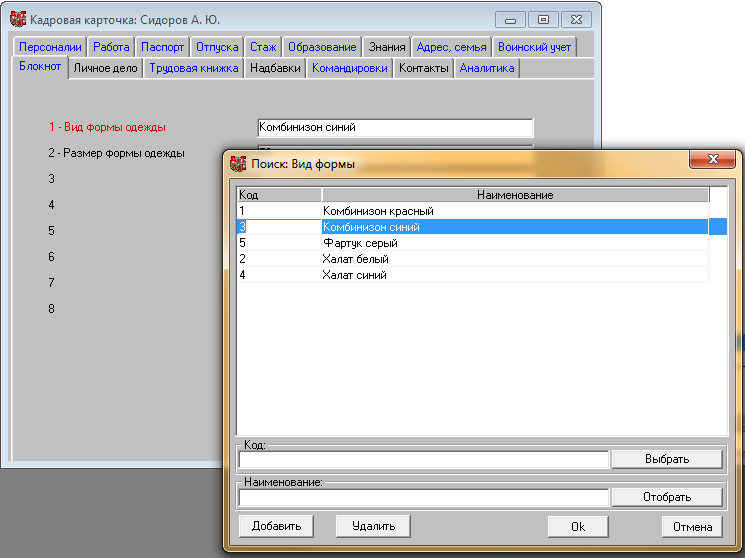 Кадровая карточка: Сидоров А. Ю.
Персоналии Работа Паспорт Отпуска Стаж Образование Знания Адрес, семья Воинский учет
Блокнот Личное дело Трудовая книжка Надбавки Командировки Контакты Аналитика
1 - Вид формы одежды Комбинизон синий
2 - Размер формы одежды
3
4
5
6
7
8
Поиск: Вид формы
Код Наименование
1 Комбинизон красный
3 Комбинизон синий
5 Фартук серый
2 Халат белый
4 Халат синий
Код:
Выбрать
Наименование:
Отобрать
Добавить Удалить Ok Отмена